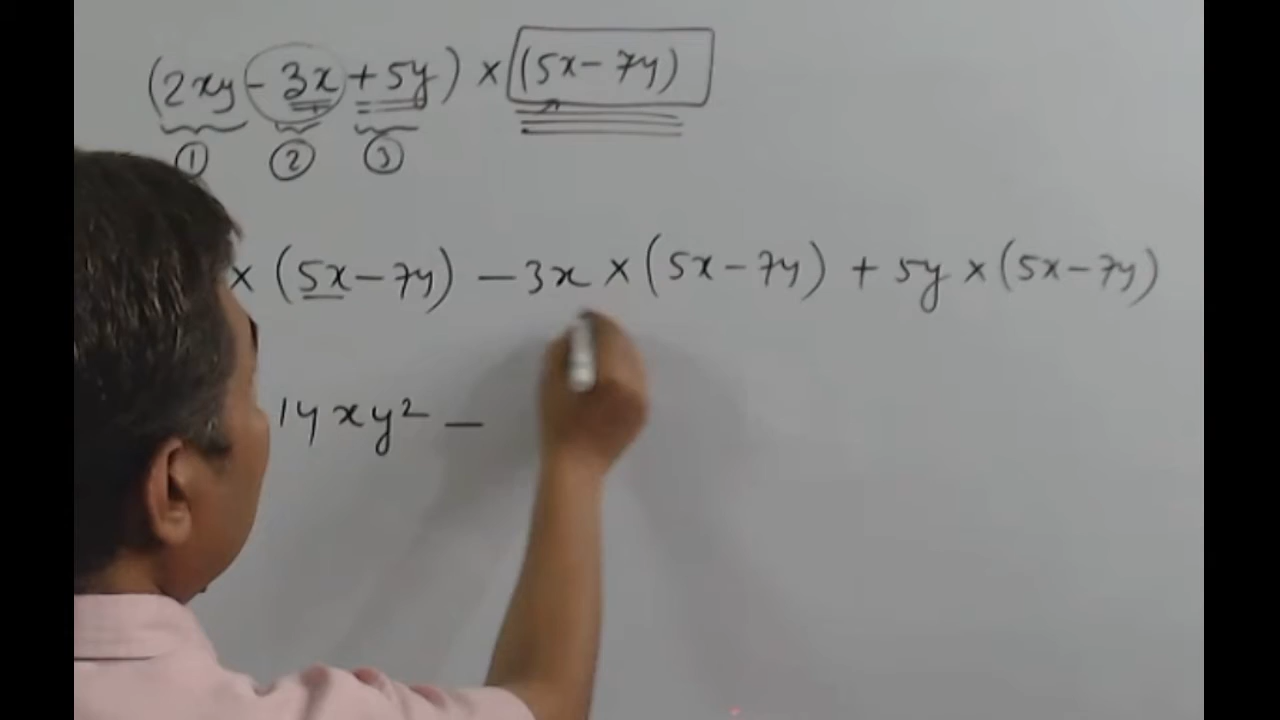 (2xy - 3x + 5y) × (5x - 7y)
① ② ③
× (5x - 7y) - 3x × (5x - 7y) + 5y × (5x - 7y)
14xy² -